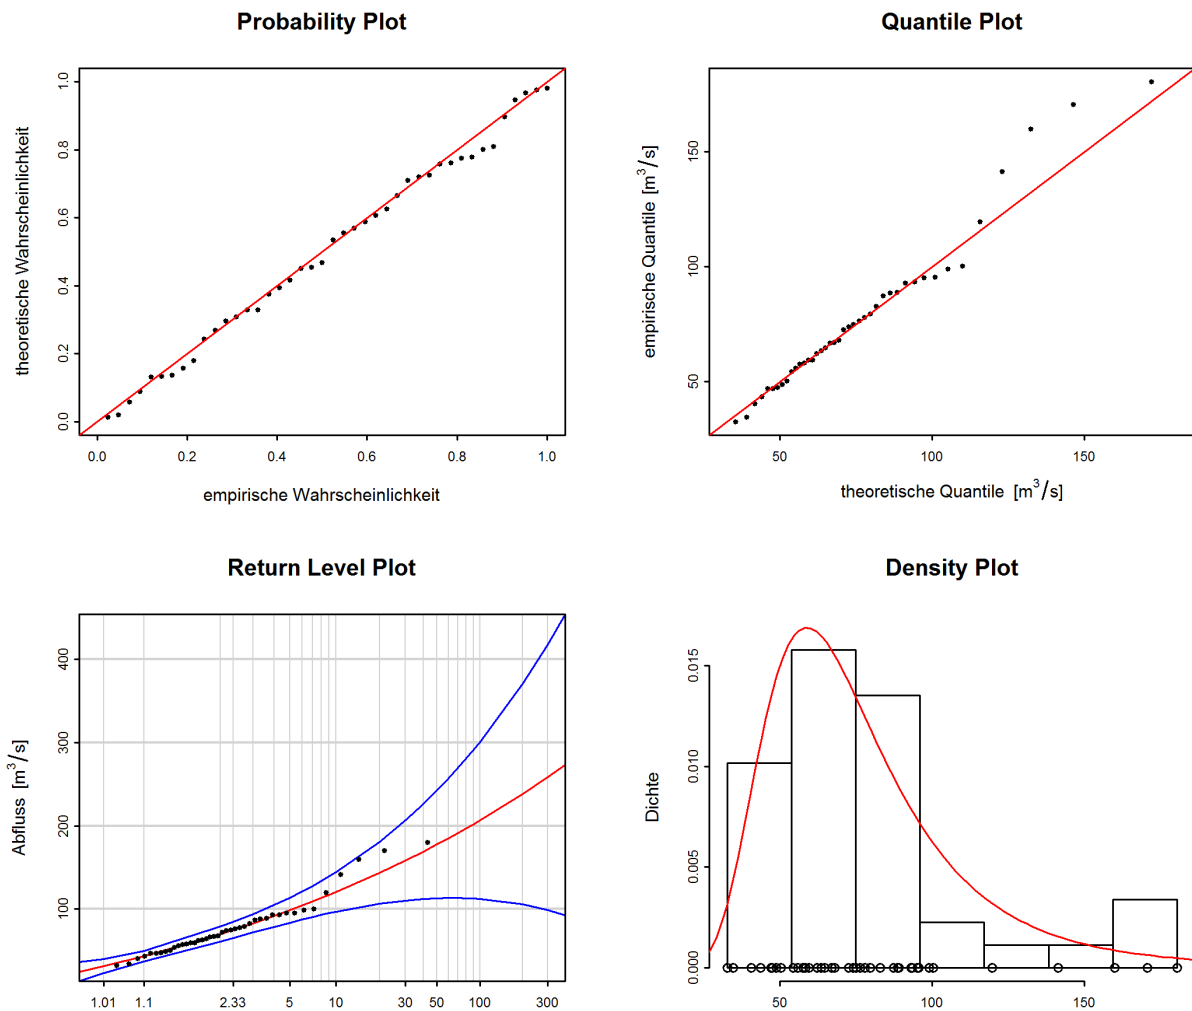 Probability Plot
theoretische Wahrscheinlichkeit
0.0 0.2 0.4 0.6 0.8 1.0
0.0 0.2 0.4 0.6 0.8 1.0
empirische Wahrscheinlichkeit
Quantile Plot
empirische Quantile [m³/s]
50 100 150
50 100 150
theoretische Quantile [m³/s]
Return Level Plot
Abfluss [m³/s]
100 200 300 400
1.01 1.1 2.33 5 10 30 50 100 300
Density Plot
Dichte
0.000 0.005 0.010 0.015
50 100 150